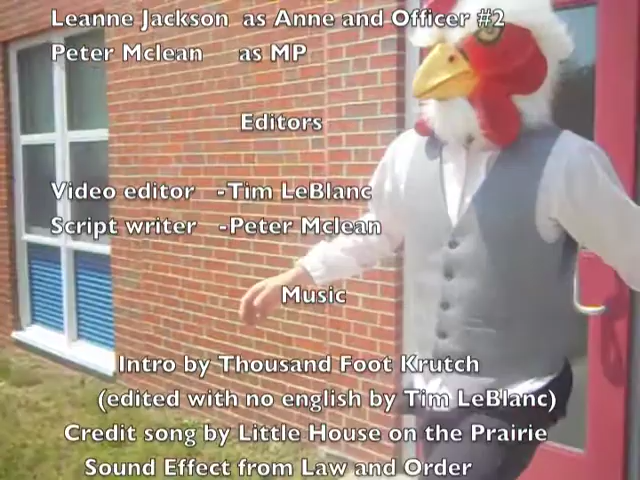 Leanne Jackson as Anne and Officer #2
Peter Mclean as MP
Editors
Video editor -Tim LeBlanc
Script writer -Peter Mclean
Music
Intro by Thousand Foot Krutch
(edited with no english by Tim LeBlanc)
Credit song by Little House on the Prairie
Sound Effect from Law and Order